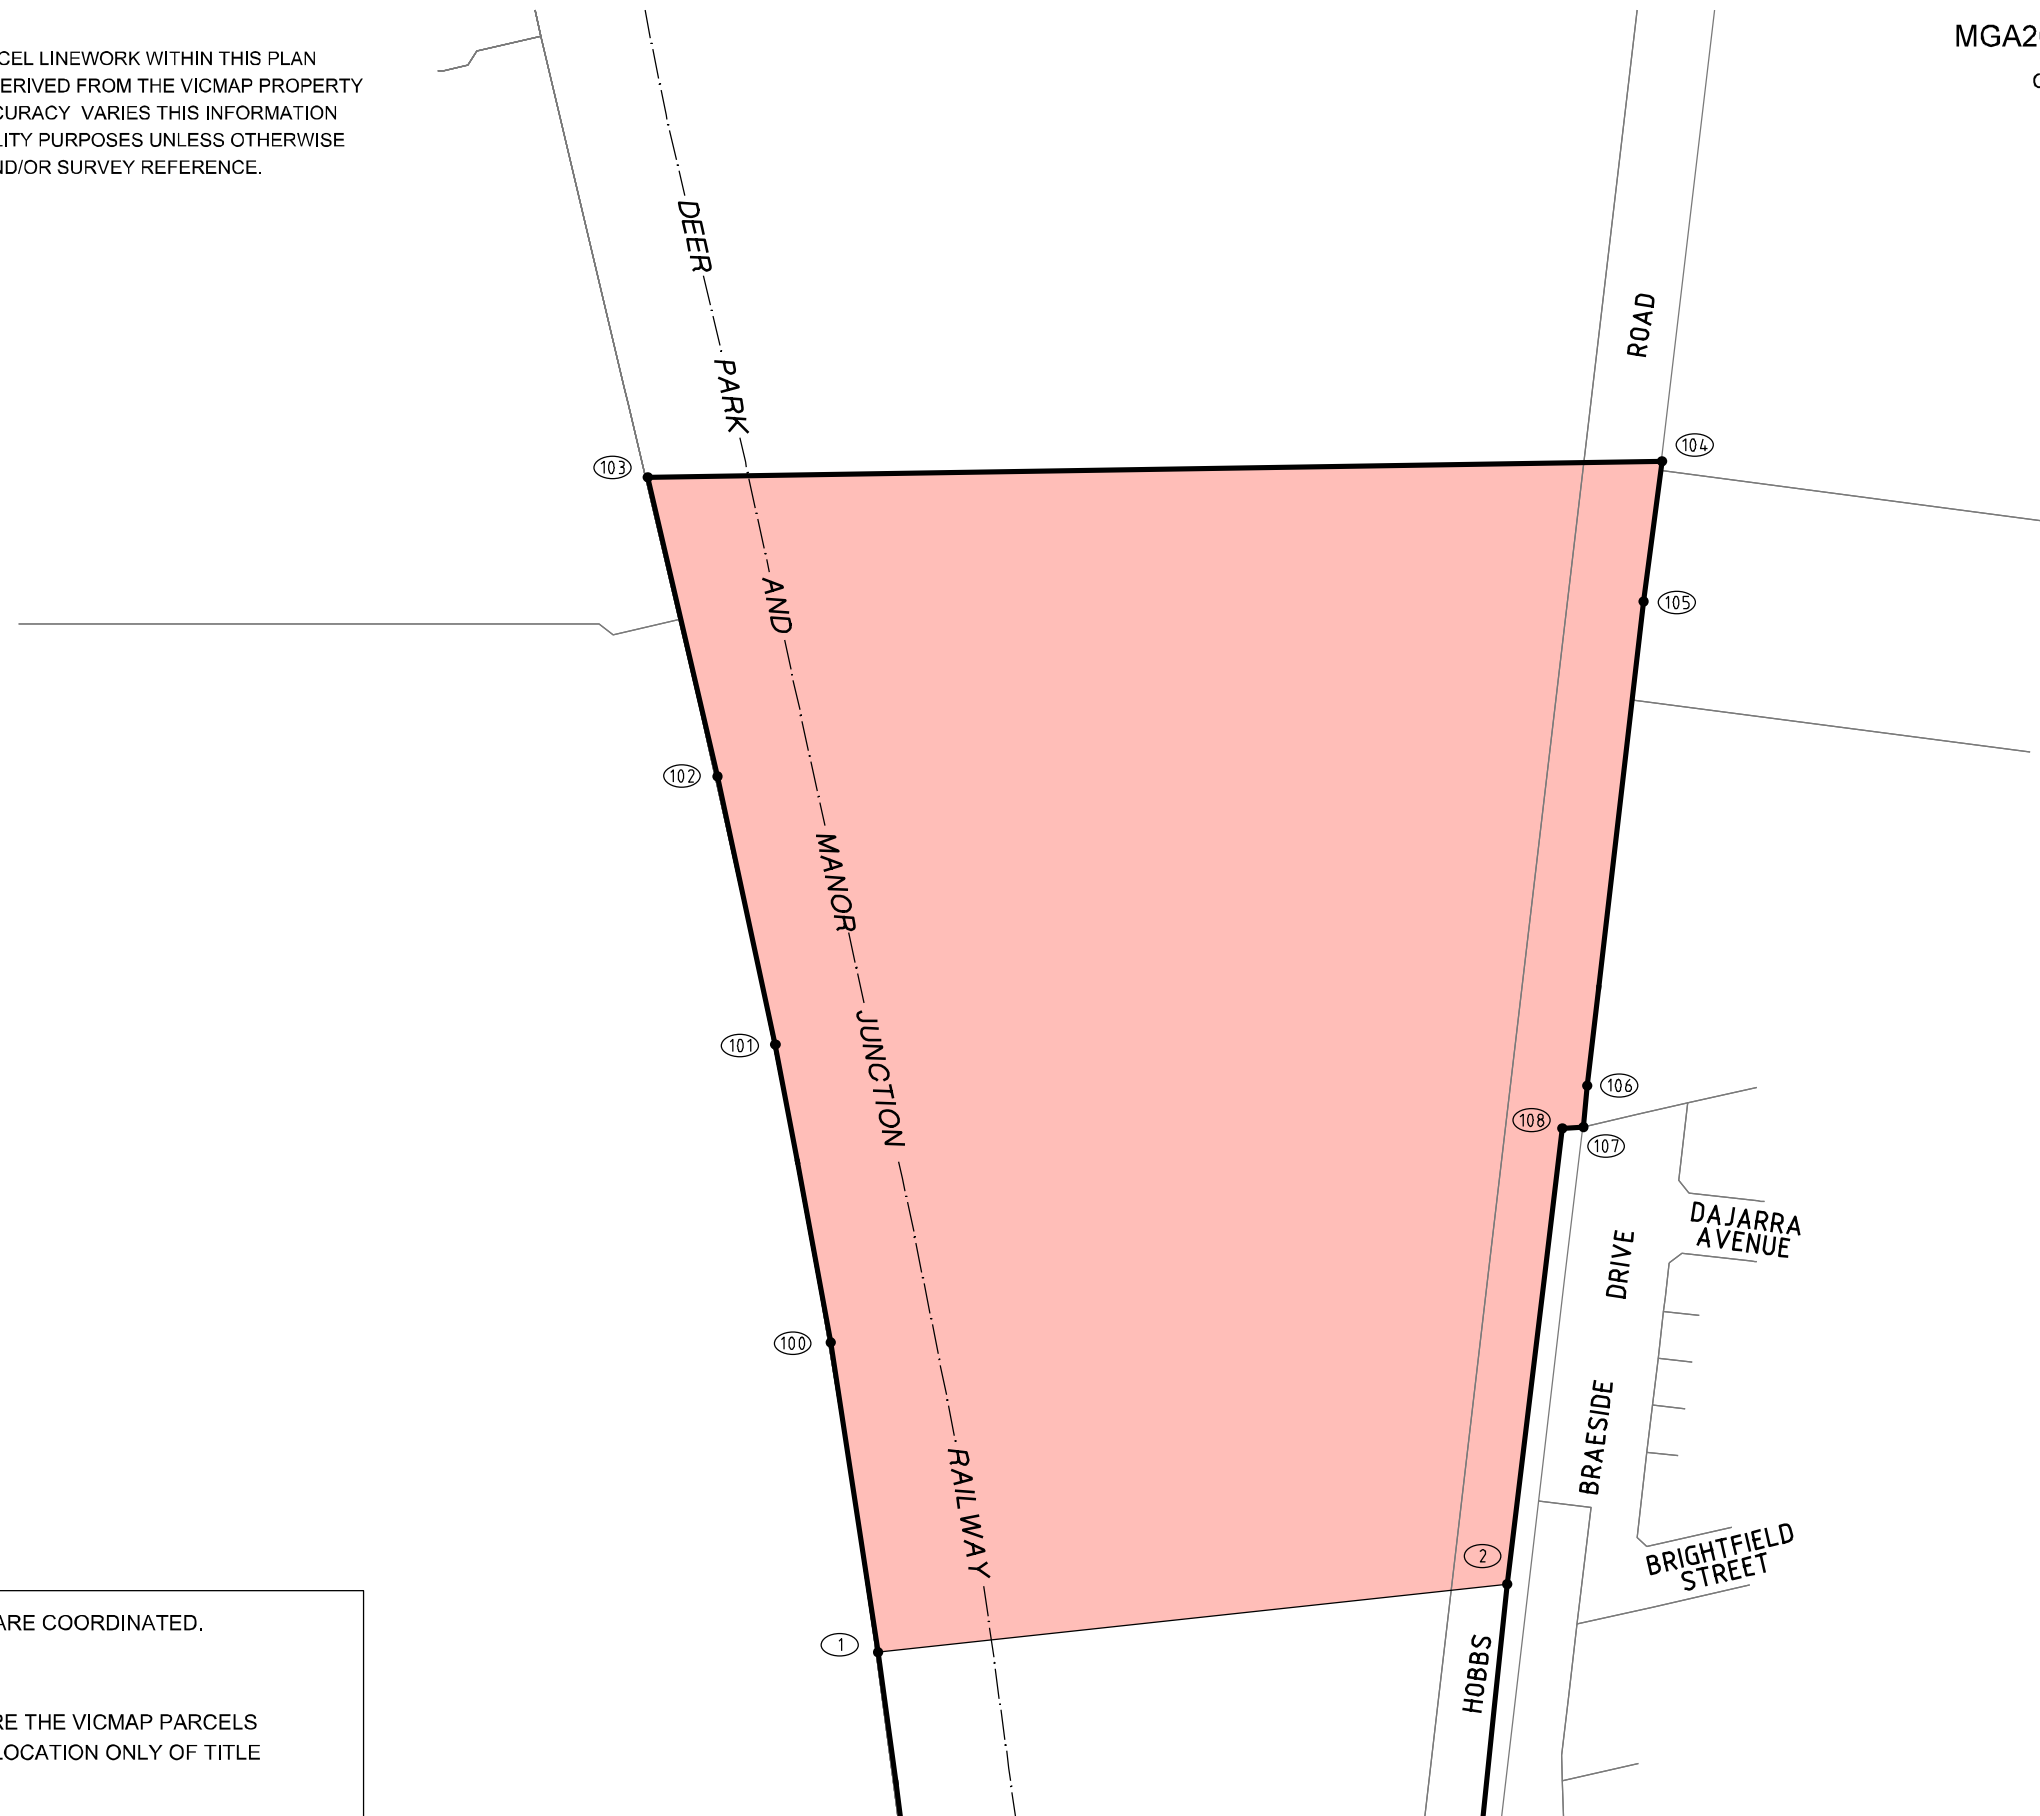 CEL LINEWORK WITHIN THIS PLAN
ERIVED FROM THE VICMAP PROPERTY
CURACY VARIES THIS INFORMATION
LITY PURPOSES UNLESS OTHERWISE
ND/OR SURVEY REFERENCE.
MGA2
DEER PARK AND MANOR JUNCTION RAILWAY
HOBBS ROAD
103
104
105
102
101
106
108
107
100
DAJARRA
AVENUE
BRAESIDE DRIVE
BRIGHTFIELD
STREET
2
1
ARE COORDINATED.
RE THE VICMAP PARCELS
LOCATION ONLY OF TITLE